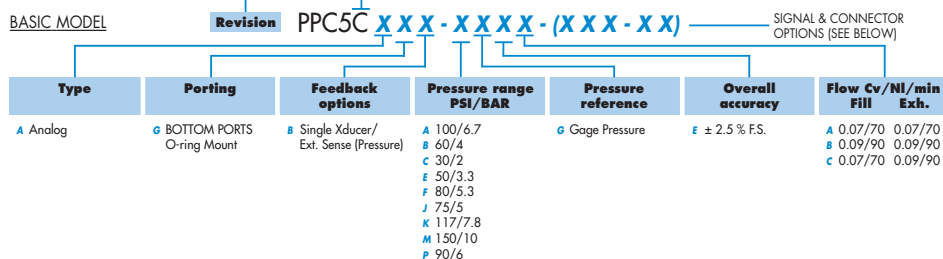 BASIC MODEL
Revision
PPC5C X X X - X X X X - (X X X - X X)
SIGNAL & CONNECTOR
OPTIONS (SEE BELOW)
Type
A Analog
Porting
G BOTTOM PORTS
O-ring Mount
Feedback
options
B Single Xducer/
Ext. Sense (Pressure)
Pressure range
PSI/BAR
A 100/6.7
B 60/4
C 30/2
E 50/3.3
F 80/5.3
J 75/5
K 117/7.8
M 150/10
P 90/6
Pressure
reference
G Gage Pressure
Overall
accuracy
E ± 2.5 % F.S.
Flow Cv/Nl/min
Fill Exh.
A 0.07/70 0.07/70
B 0.09/90 0.09/90
C 0.07/70 0.09/90